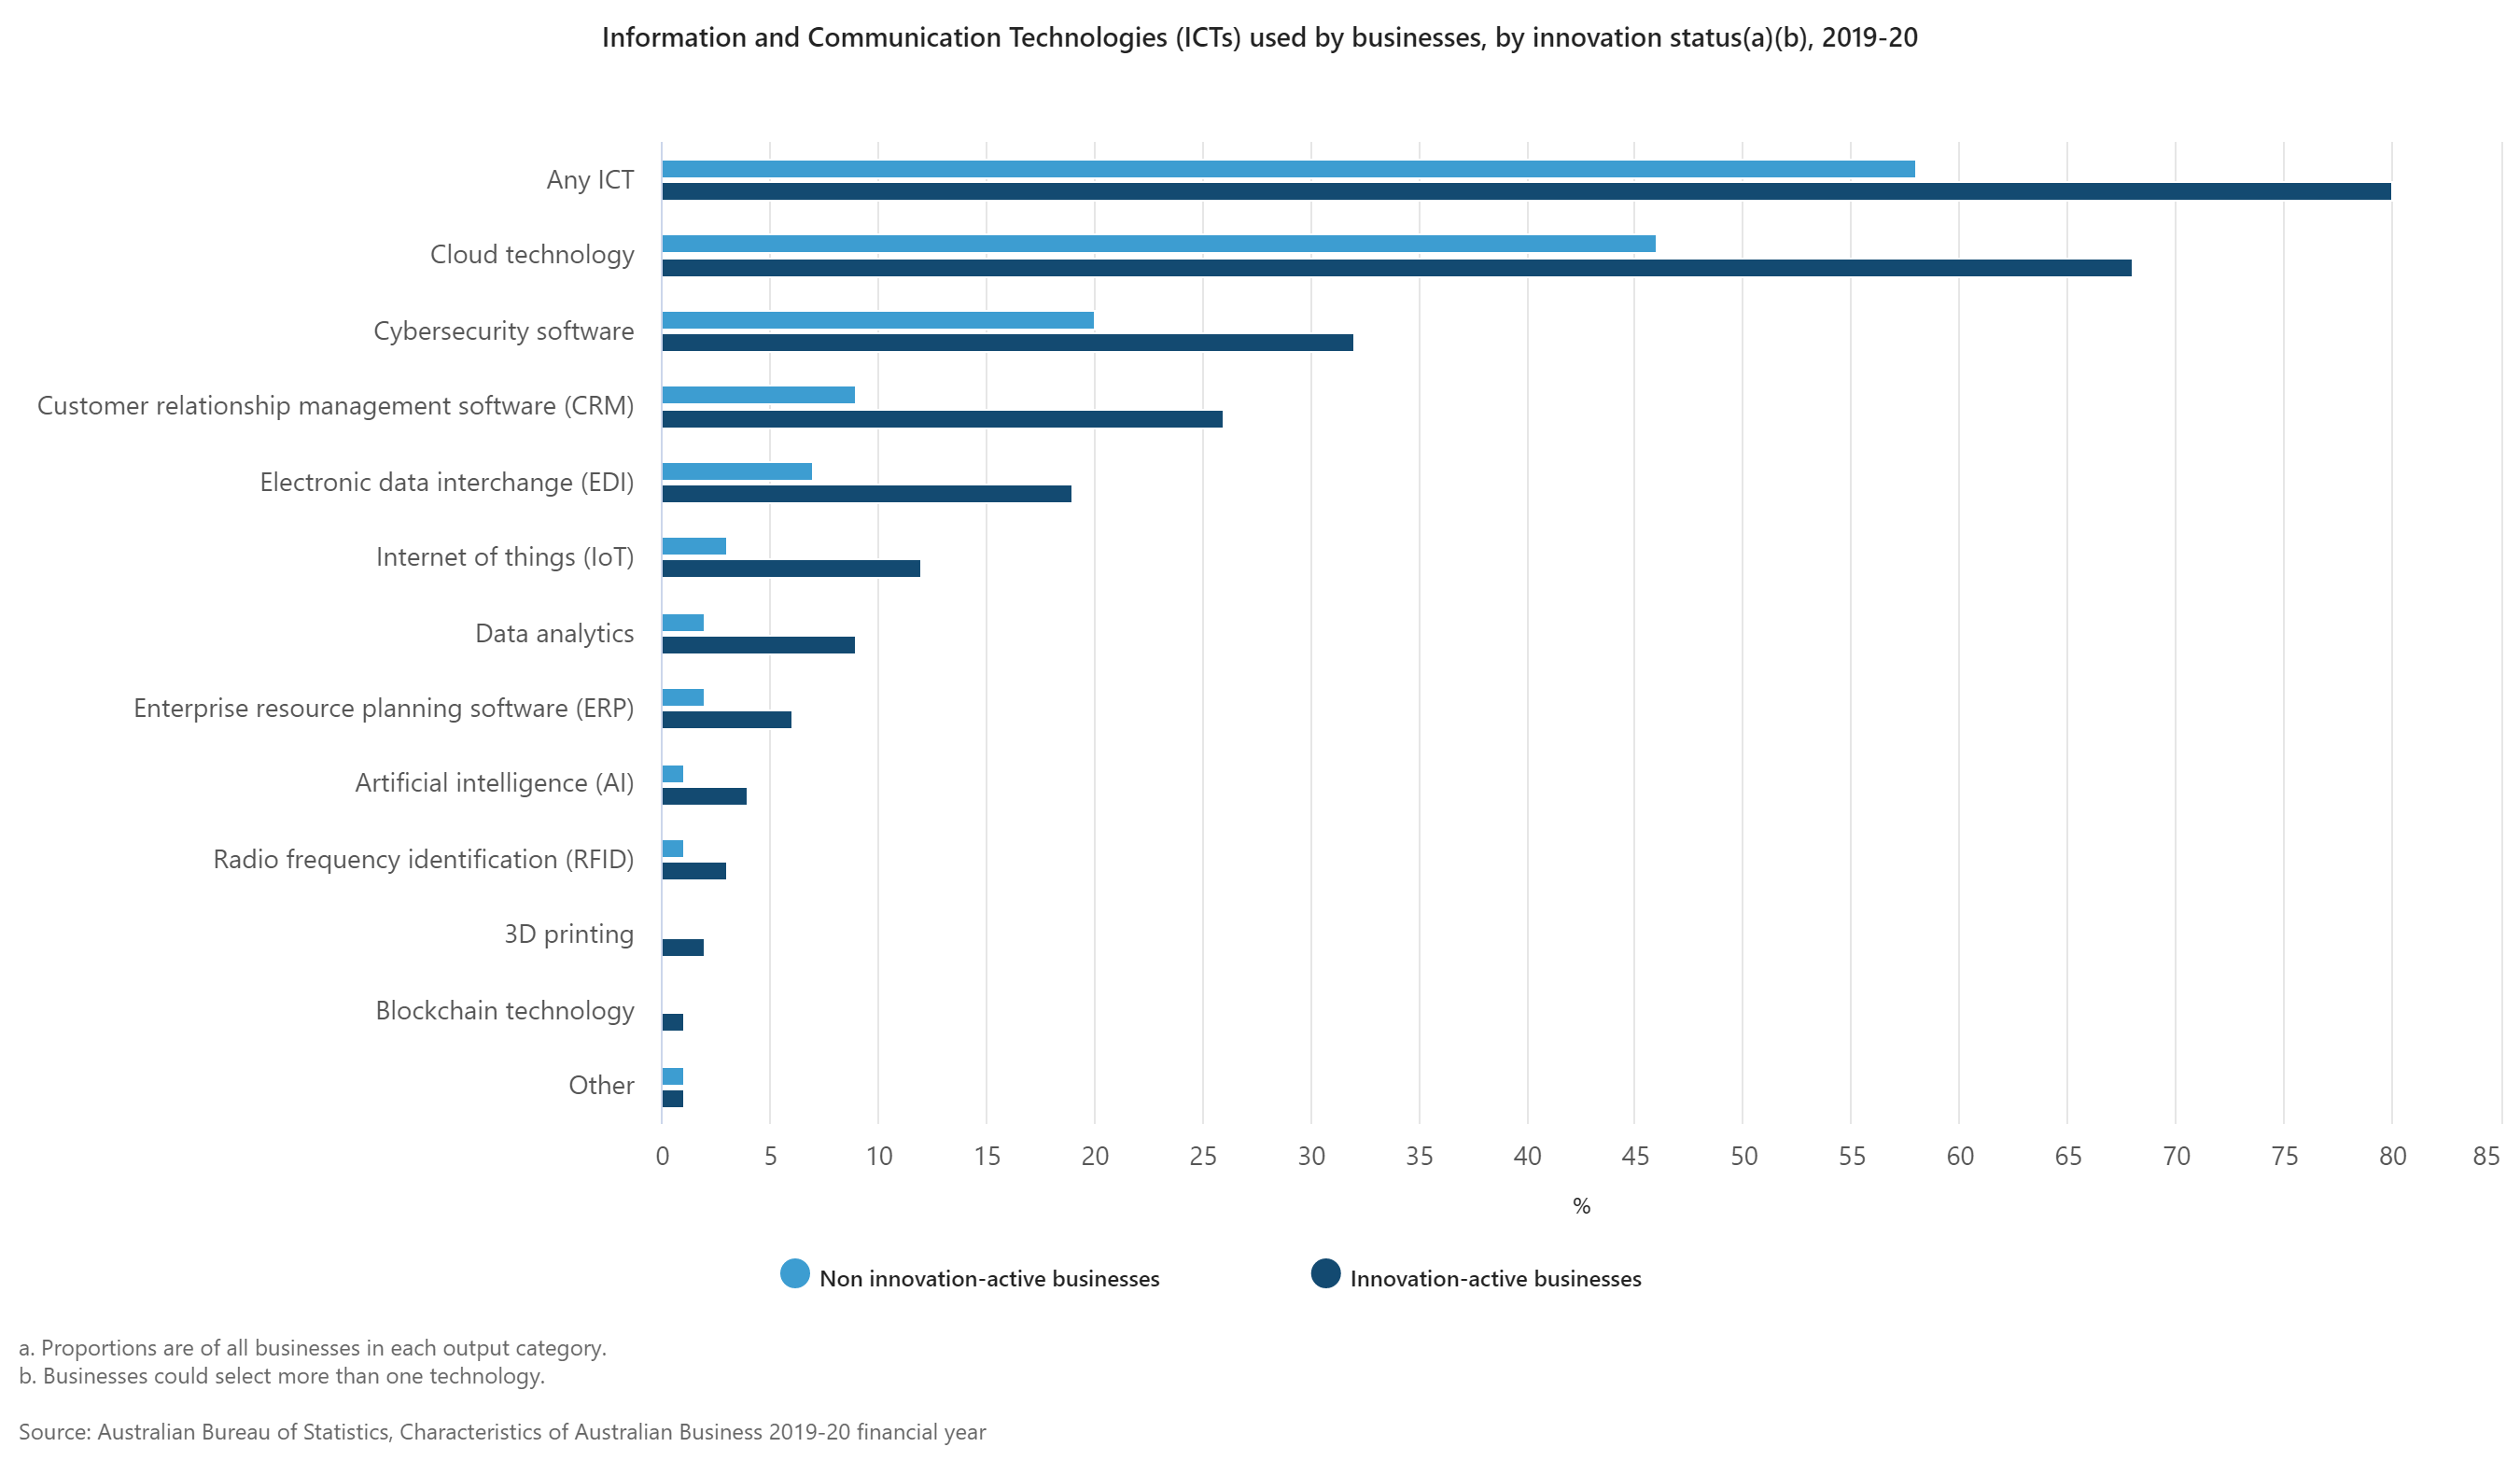 Information and Communication Technologies (ICTs) used by businesses, by innovation status(a)(b), 2019-20
Any ICT
Cloud technology
Cybersecurity software
Customer relationship management software (CRM)
Electronic data interchange (EDI)
Internet of things (IoT)
Data analytics
Enterprise resource planning software (ERP)
Artificial intelligence (AI)
Radio frequency identification (RFID)
3D printing
Blockchain technology
Other
0 5 10 15 20 25 30 35 40 45 50 55 60 65 70 75 80 85
%
Non innovation-active businesses Innovation-active businesses
a. Proportions are of all businesses in each output category.
b. Businesses could select more than one technology.
Source: Australian Bureau of Statistics, Characteristics of Australian Business 2019-20 financial year